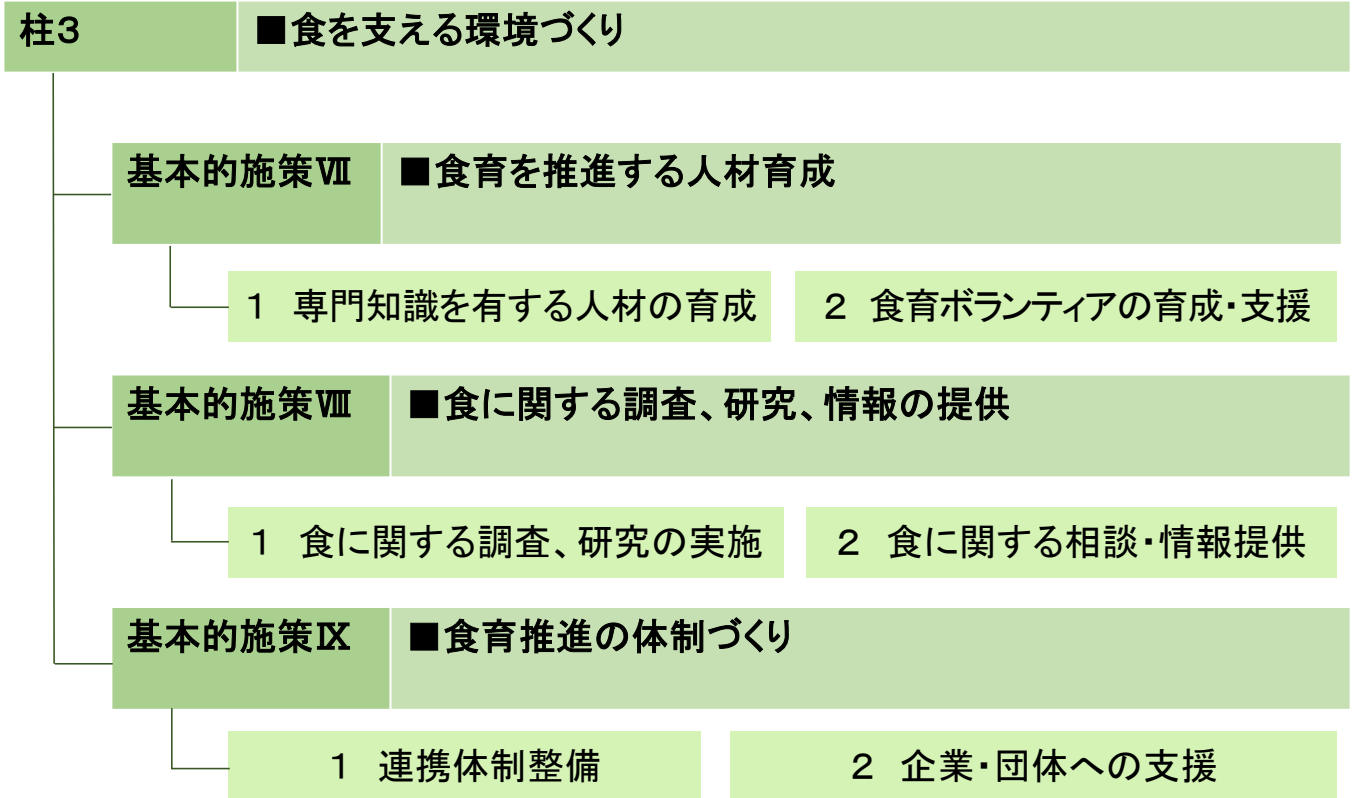 柱3 ■食を支える環境づくり
基本的施策Ⅶ ■食育を推進する人材育成
1 専門知識を有する人材の育成 2 食育ボランティアの育成・支援
基本的施策Ⅷ ■食に関する調査、研究、情報の提供
1 食に関する調査、研究の実施 2 食に関する相談・情報提供
基本的施策Ⅸ ■食育推進の体制づくり
1 連携体制整備 2 企業・団体への支援